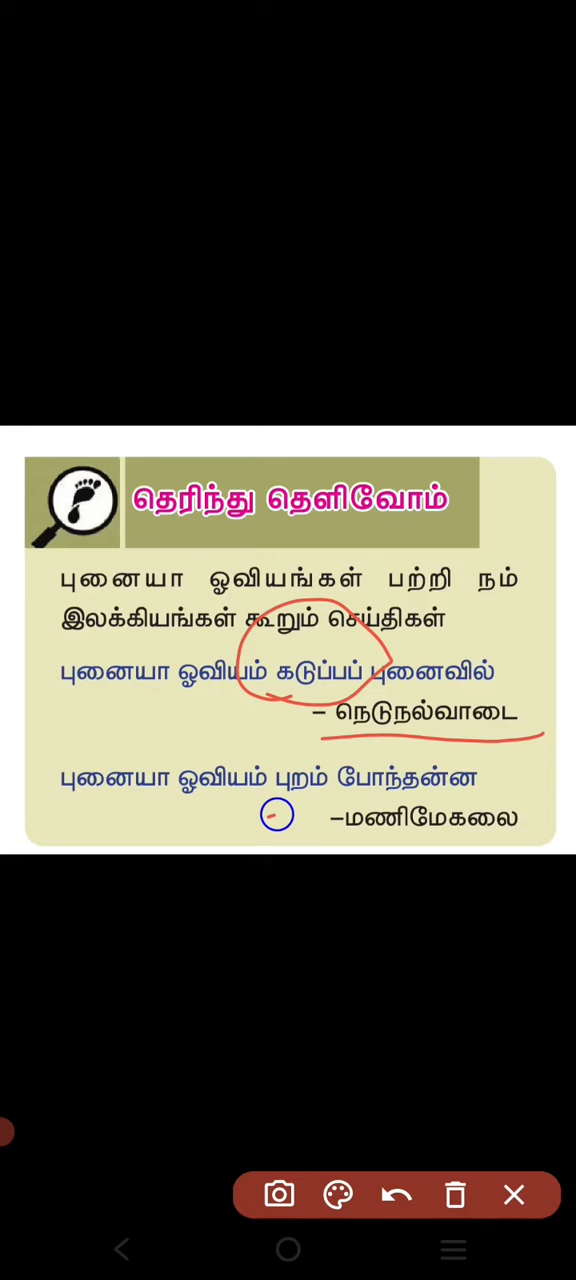 தெரிந்து தெளிவோம்
புனையா ஓவியங்கள் பற்றி நம்
இலக்கியங்கள் கூறும் செய்திகள்
புனையா ஓவியம் கடுப்பப் புனைவில்
– நெடுநல்வாடை
புனையா ஓவியம் புறம் போந்தன்ன
–மணிமேகலை